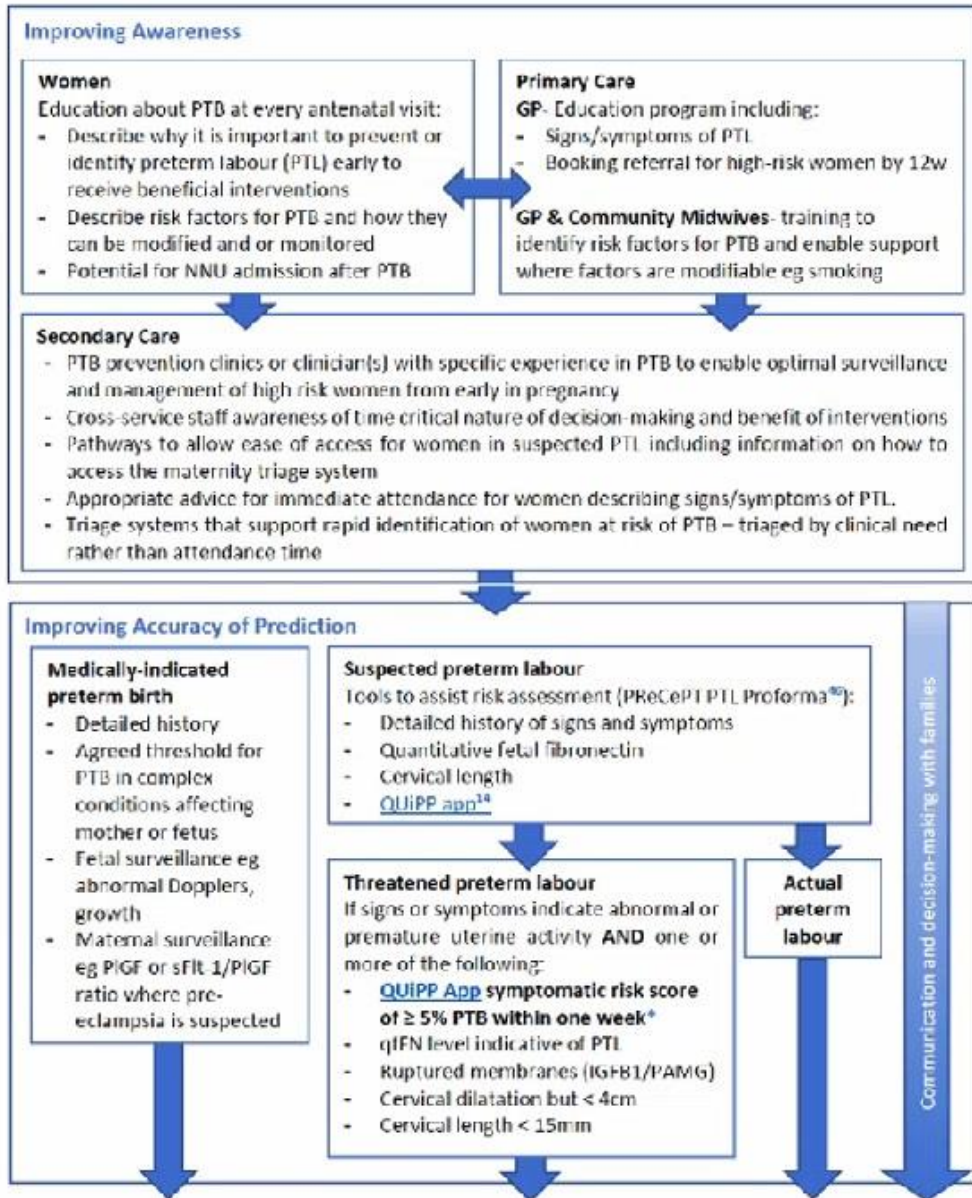 Improving Awareness
Women
Education about PTB at every antenatal visit:
- Describe why it is important to prevent or
identify preterm labour (PTL) early to
receive beneficial interventions
- Describe risk factors for PTB and how they
can be modified and or monitored
- Potential for NNU admission after PTB
Primary Care
GP- Education program including:
- Signs/symptoms of PTL
- Booking referral for high-risk women by 12w
GP & Community Midwives- training to
identify risk factors for PTB and enable support
where factors are modifiable eg smoking
Secondary Care
- PTB prevention clinics or clinician(s) with specific experience in PTB to enable optimal surveillance
and management of high risk women from early in pregnancy
- Cross-service staff awareness of time critical nature of decision-making and benefit of interventions
- Pathways to allow ease of access for women in suspected PTL including information on how to
access the maternity triage system
- Appropriate advice for immediate attendance for women describing signs/symptoms of PTL.
- Triage systems that support rapid identification of women at risk of PTB – triaged by clinical need
rather than attendance time
Improving Accuracy of Prediction
Medically-indicated
preterm birth
- Detailed history
- Agreed threshold for
PTB in complex
conditions affecting
mother or fetus
- Fetal surveillance eg
abnormal Dopplers,
growth
- Maternal surveillance
eg PlGF or sFlt-1/PlGF
ratio where pre-
eclampsia is suspected
Suspected preterm labour
Tools to assist risk assessment (PReCePT PTL Proforma):
- Detailed history of signs and symptoms
- Quantitative fetal fibronectin
- Cervical length
- QUiPP app14
Threatened preterm labour
If signs or symptoms indicate abnormal or
premature uterine activity AND one or
more of the following:
- QUiPP App symptomatic risk score
of ≥ 5% PTB within one week*
- qfFN level indicative of PTL
- Ruptured membranes (IGFB1/PAMG)
- Cervical dilatation but < 4cm
- Cervical length < 15mm
Actual
preterm
labour
Communication and decision-making with families